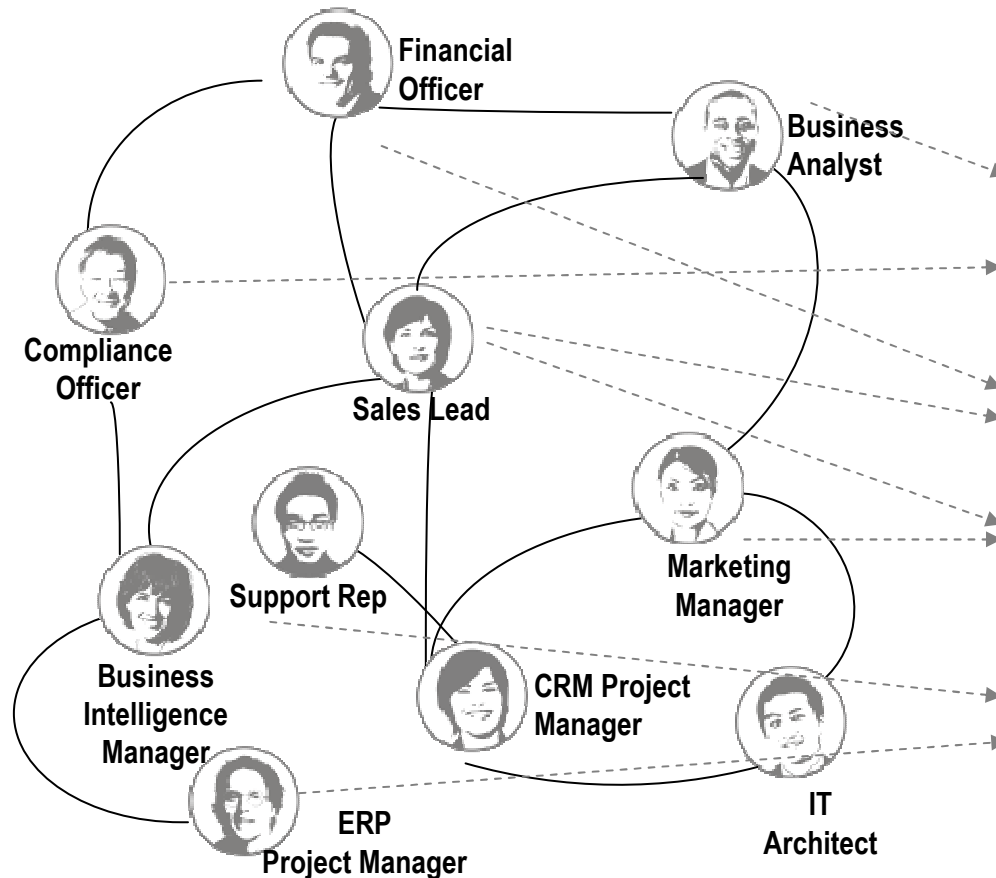 Financial
Officer
Business
Analyst
Compliance
Officer
Sales Lead
Support Rep
Marketing
Manager
Business
Intelligence
Manager
CRM Project
Manager
ERP
Project Manager
IT
Architect